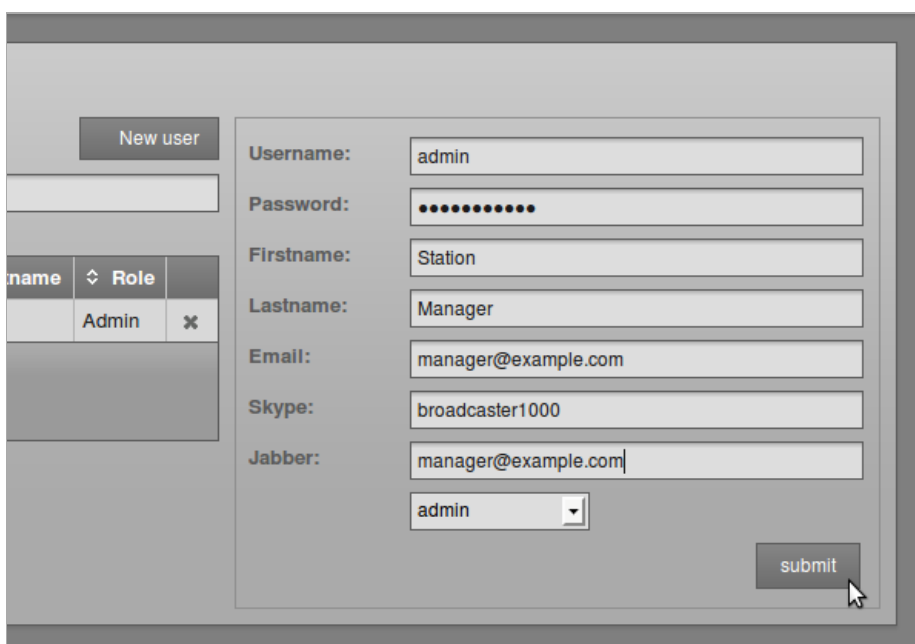 New user
Username: admin
Password: •••••••••••
Firstname: Station
Role
Lastname: Manager
Admin
Email: manager@example.com
Skype: broadcaster1000
Jabber: manager@example.com
admin
submit